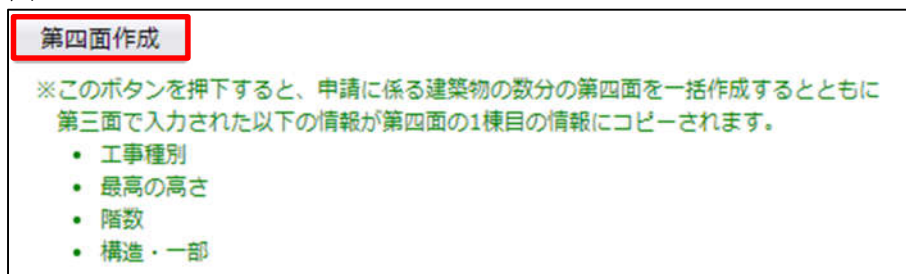 第四面作成
※このボタンを押下すると、申請に係る建築物の数分の第四面を一括作成するとともに
第三面で入力された以下の情報が第四面の1棟目の情報にコピーされます。
• 工事種別
• 最高の高さ
• 階数
• 構造・一部